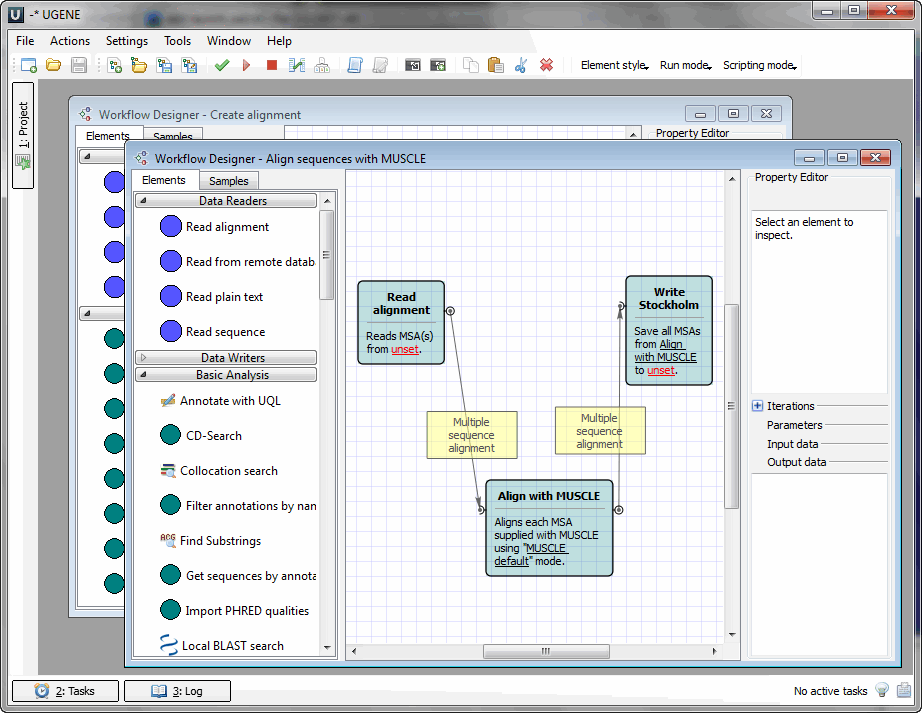 -* UGENE
File Actions Settings Tools Window Help
Element style Run mode Scripting mode
1: Project
Workflow Designer - Create alignment
Elements Samples
Property Editor
Workflow Designer - Align sequences with MUSCLE
Elements Samples
Data Readers
Read alignment
Read from remote datab
Read plain text
Read sequence
Data Writers
Basic Analysis
Annotate with UQL
CD-Search
Collocation search
Filter annotations by nan
ACG
Find Substrings
Get sequences by annota
Import PHRED qualities
Local BLAST search
Read
alignment
Reads MSA(s)
from unset.
Multiple
sequence
alignment
Align with MUSCLE
Aligns each MSA
supplied with MUSCLE
using "MUSCLE
default" mode.
Multiple
sequence
alignment
Write
Stockholm
Save all MSAs
from Align
with MUSCLE
to unset.
Property Editor
Select an element to
inspect.
Iterations
Parameters
Input data
Output data
2: Tasks
3: Log
No active tasks